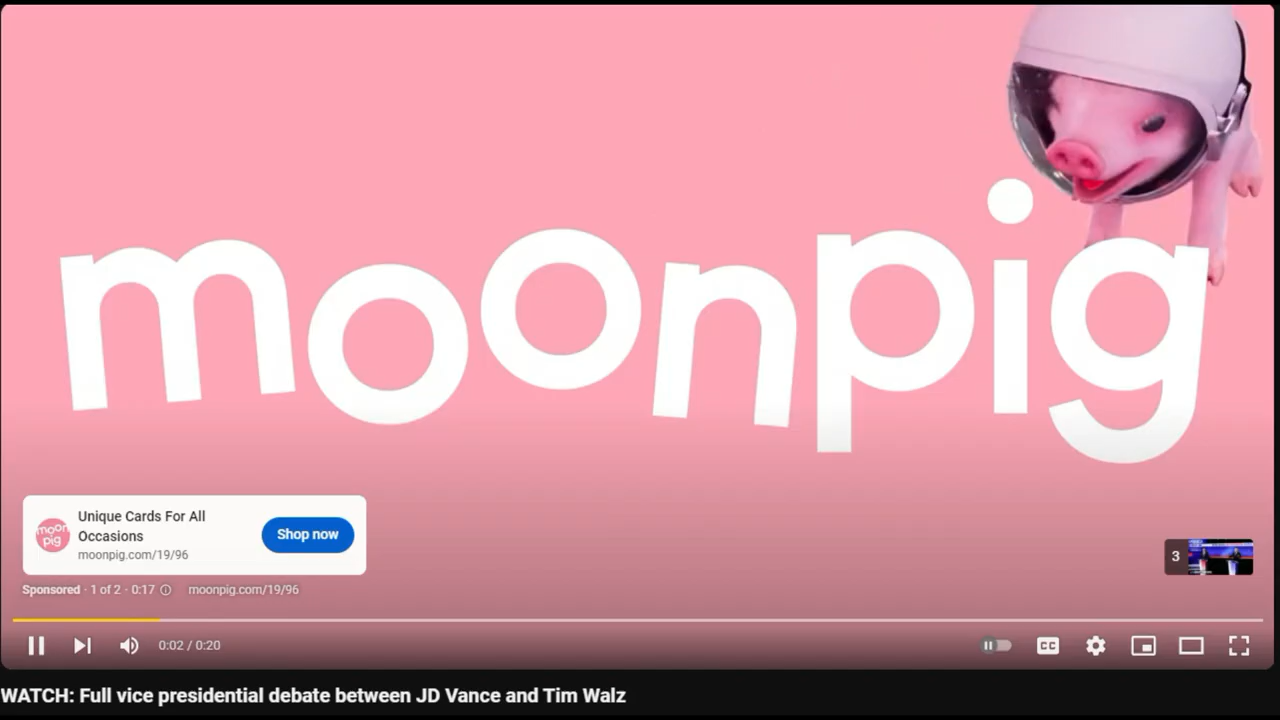 moonpig
moon
pig
Unique Cards For All
Occasions
moonpig.com/19/96
Shop now
3
Sponsored · 1 of 2 · 0:17
moonpig.com/19/96
0:02 / 0:20
CC
WATCH: Full vice presidential debate between JD Vance and Tim Walz